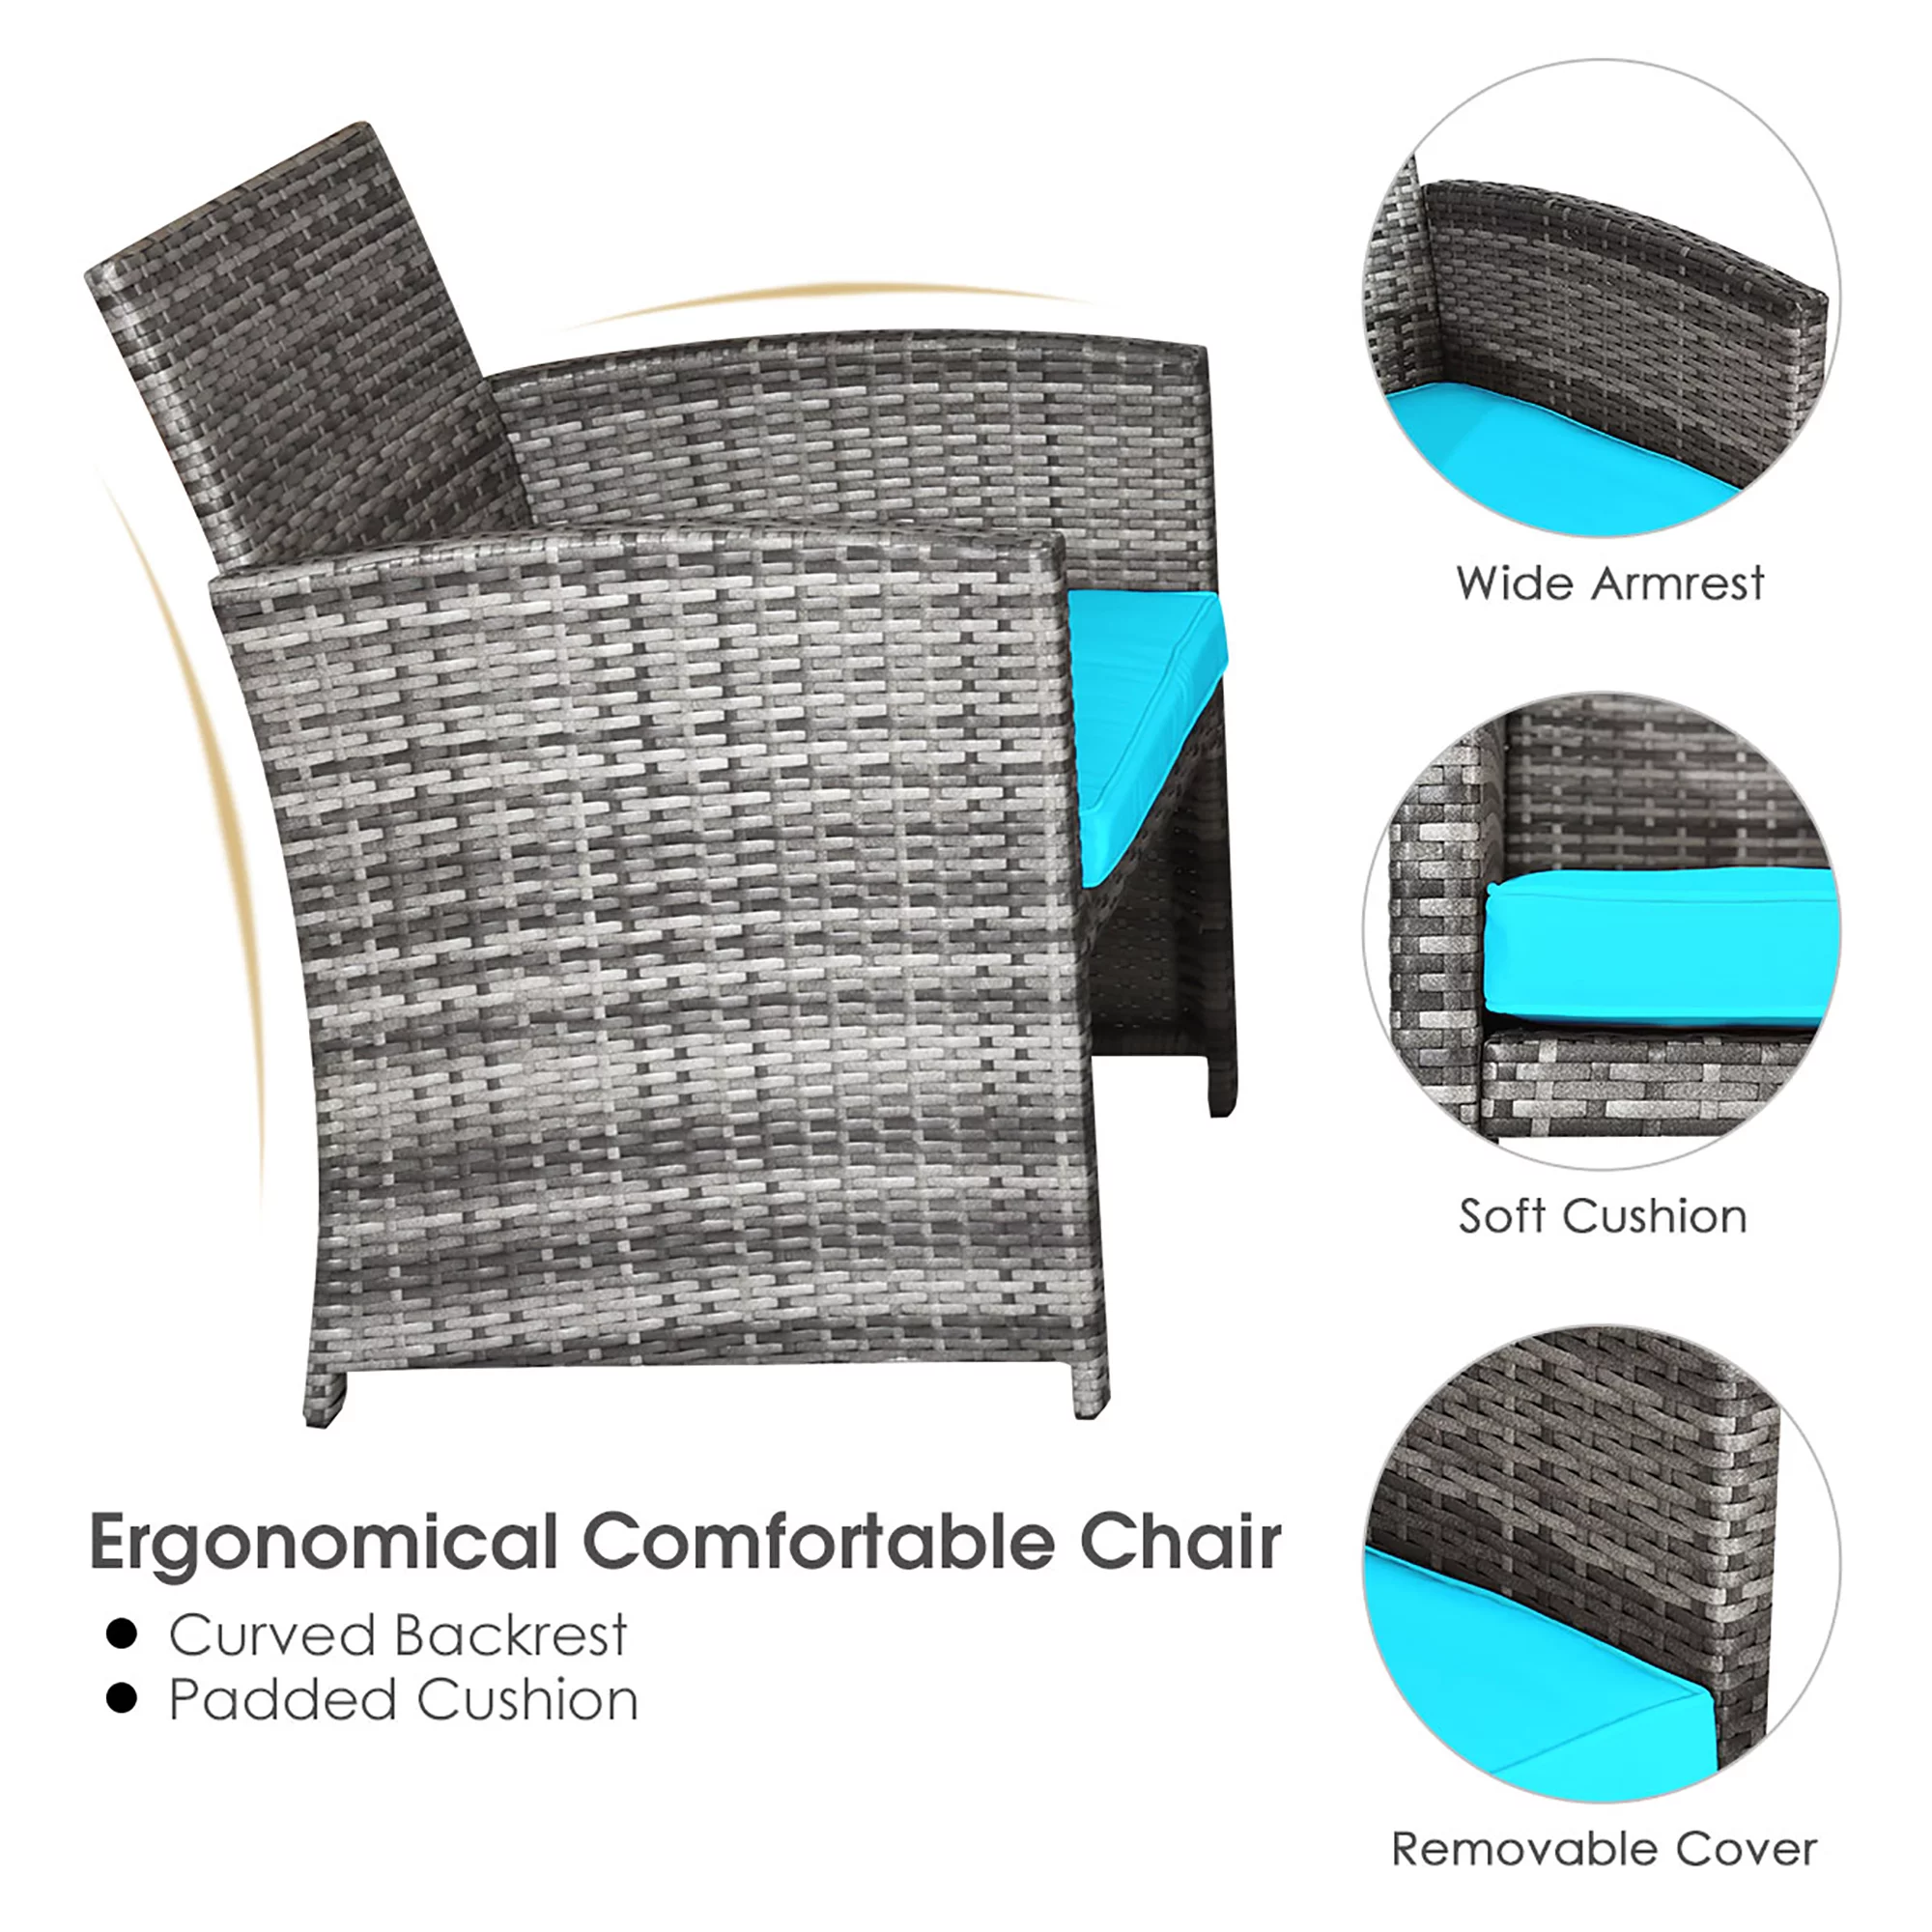 Wide Armrest
Soft Cushion
Ergonomical Comfortable Chair
● Curved Backrest
● Padded Cushion
Removable Cover